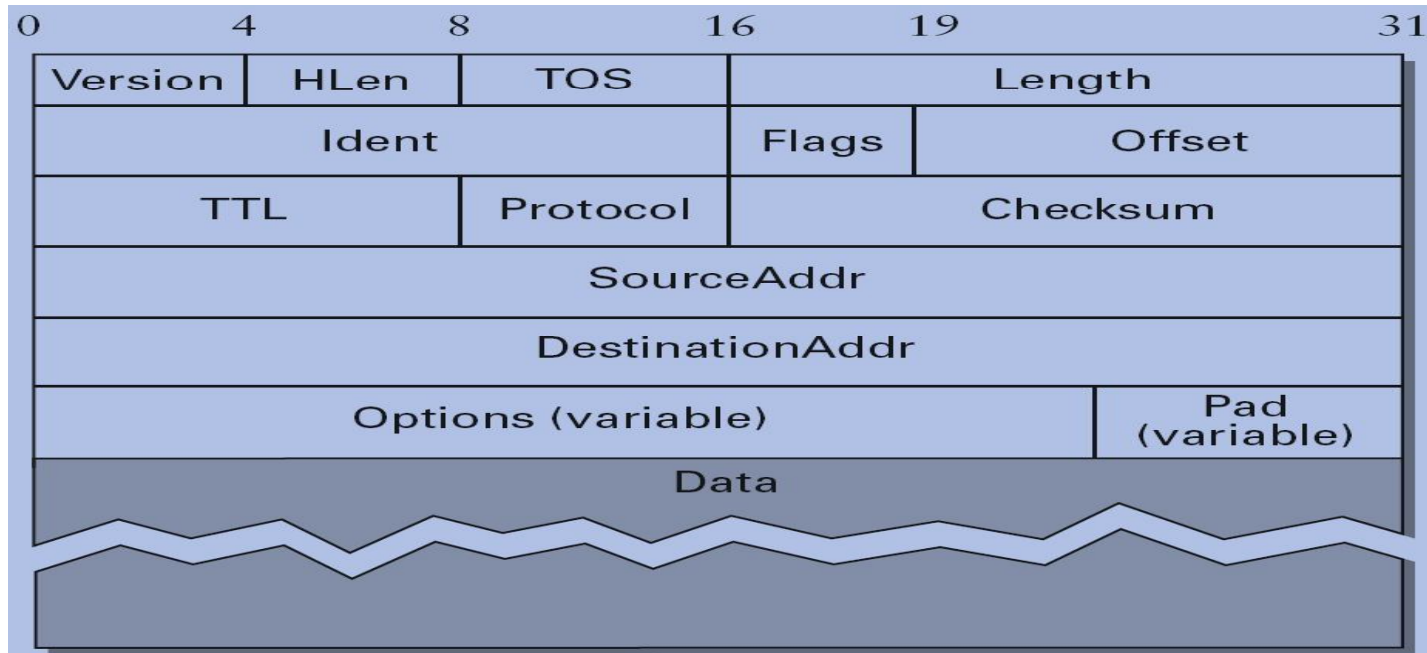 0 4 8 16 19 31
Version HLen TOS Length
Ident Flags Offset
TTL Protocol Checksum
SourceAddr
DestinationAddr
Options (variable) Pad
(variable)
Data